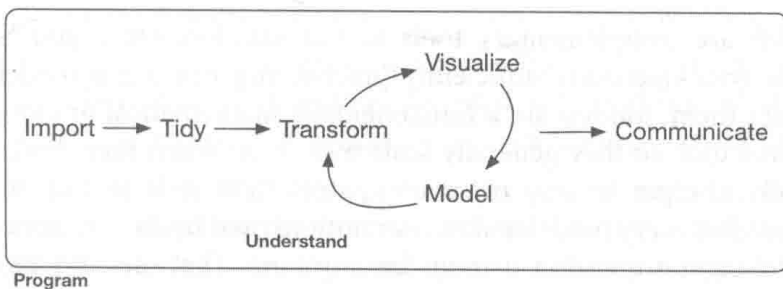 Visualize
Import Tidy Transform Communicate
Model
Understand
Program